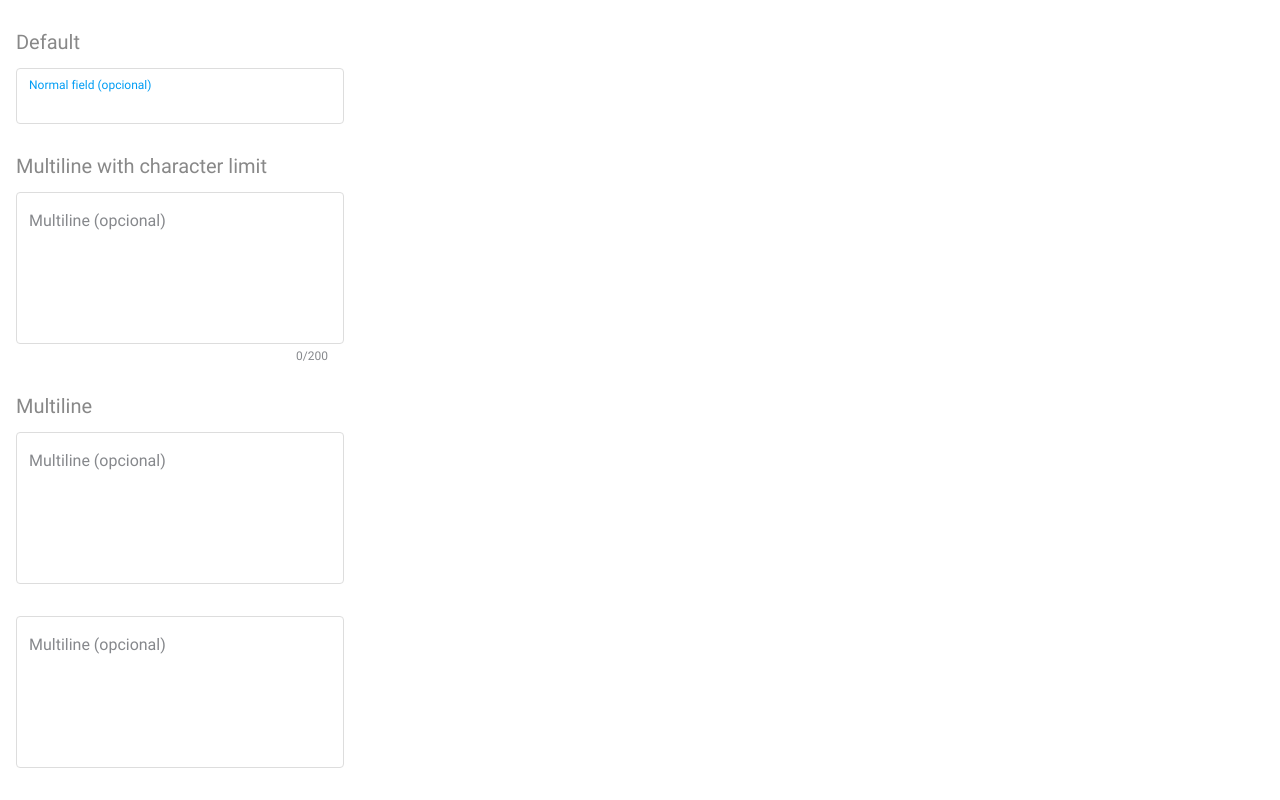 Default
Normal field (opcional)
Multiline with character limit
Multiline (opcional)
0/200
Multiline
Multiline (opcional)
Multiline (opcional)